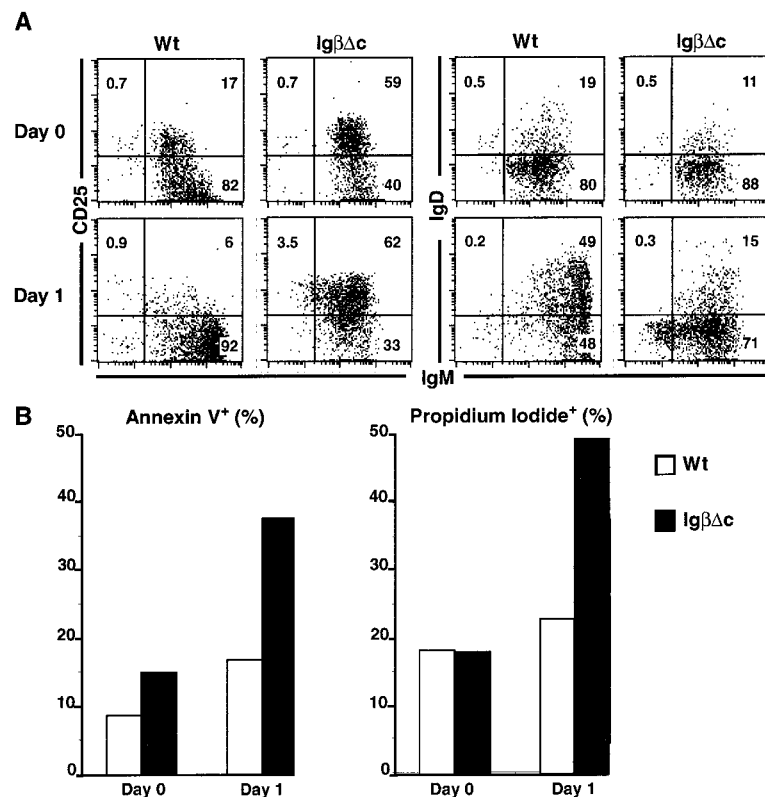 A
Wt
IgβΔc
Wt
IgβΔc
Day 0
CD25
0.7
17
82
0.7
59
40
IgD
0.5
19
80
0.5
11
88
Day 1
0.9
6
92
3.5
62
33
0.2
49
48
0.3
15
71
IgM
B
Annexin V+ (%)
50
40
30
20
10
0
Day 0
Day 1
Propidium Iodide+ (%)
50
40
30
20
10
0
Day 0
Day 1
Wt
IgβΔc